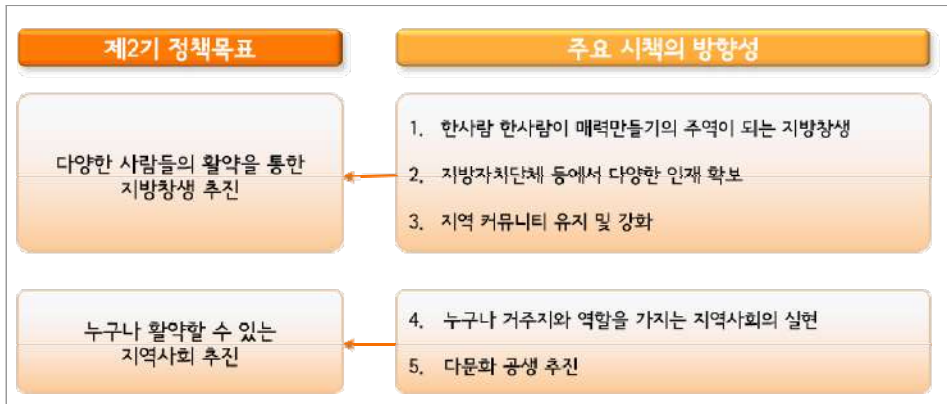 제2기 정책목표
주요 시책의 방향성
다양한 사람들의 활약을 통한
지방창생 추진
1. 한사람 한사람이 매력만들기의 주역이 되는 지방창생
2. 지방자치단체 등에서 다양한 인재 확보
3. 지역 커뮤니티 유지 및 강화
누구나 활약할 수 있는
지역사회 추진
4. 누구나 거주지와 역할을 가지는 지역사회의 실현
5. 다문화 공생 추진